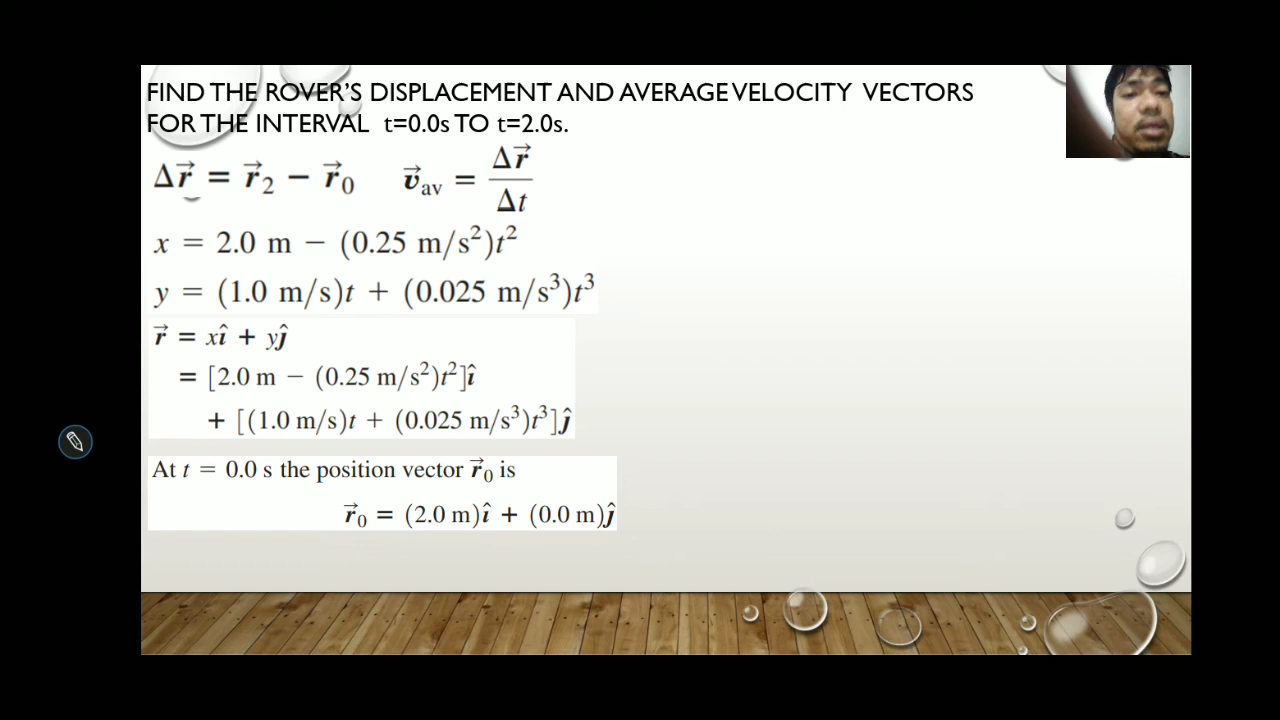 FIND THE ROVER'S DISPLACEMENT AND AVERAGE VELOCITY VECTORS
FOR THE INTERVAL t=0.0s TO t=2.0s.
Δr⃗ = r⃗₂ − r⃗₀ v⃗av = Δr⃗/Δt
x = 2.0 m − (0.25 m/s²)t²
y = (1.0 m/s)t + (0.025 m/s³)t³
r⃗ = xî + yĵ
= [2.0 m − (0.25 m/s²)t²]î
+ [(1.0 m/s)t + (0.025 m/s³)t³]ĵ
At t = 0.0 s the position vector r⃗₀ is
r⃗₀ = (2.0 m)î + (0.0 m)ĵ